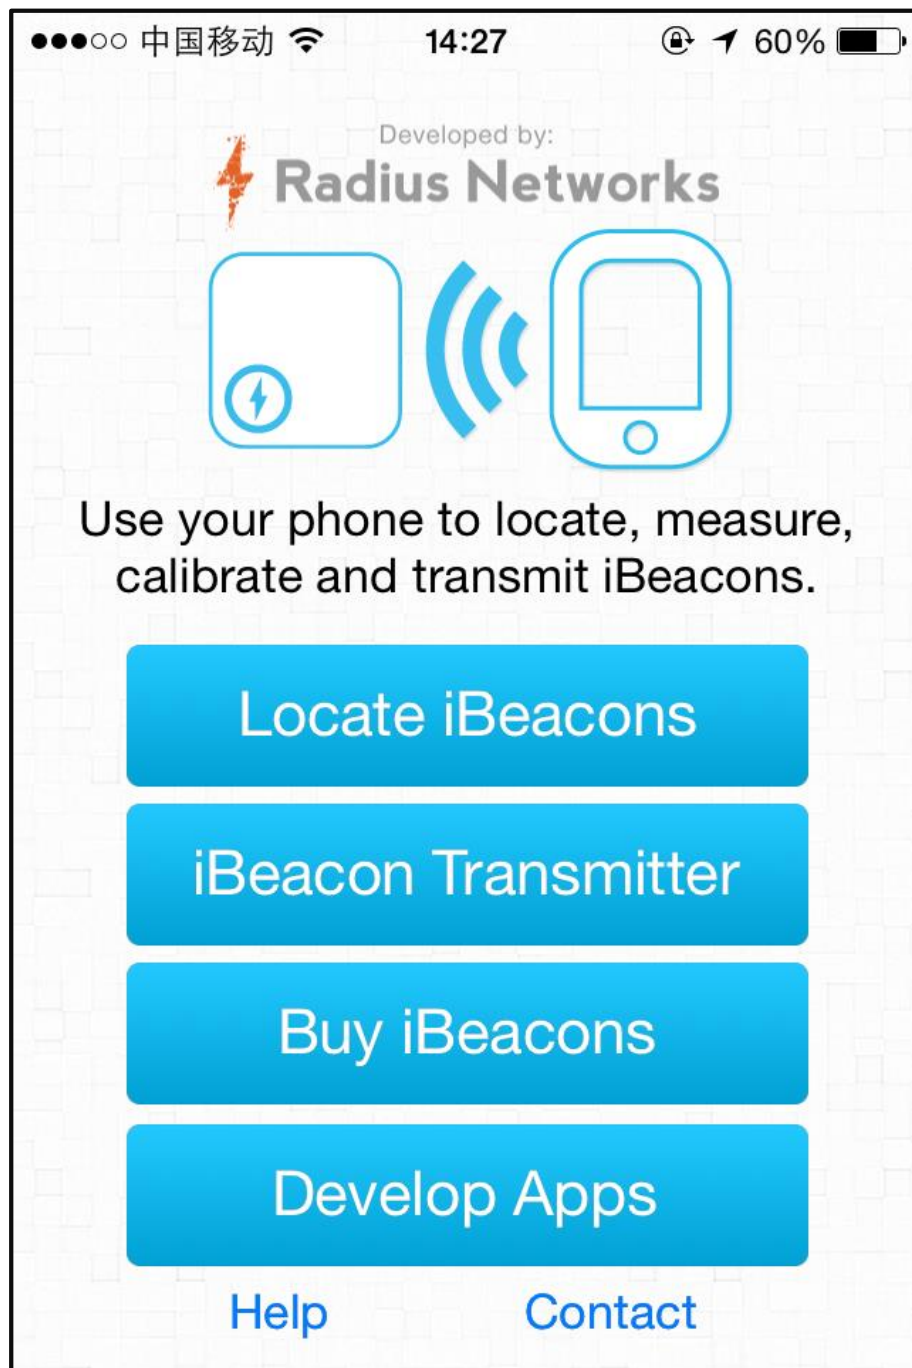 中国移动 14:27 60%
Developed by:
Radius Networks
Use your phone to locate, measure,
calibrate and transmit iBeacons.
Locate iBeacons
iBeacon Transmitter
Buy iBeacons
Develop Apps
Help Contact